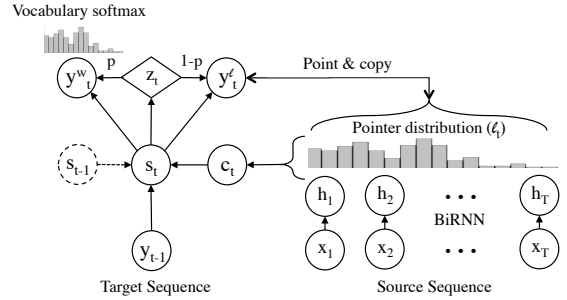 Vocabulary softmax
p
1-p
y^w_t
z_t
y^ℓ_t
Point & copy
Pointer distribution (ℓ_t)
s_{t-1}
s_t
c_t
h_1 h_2 • • • h_T
BiRNN
y_{t-1}
x_1 x_2 • • • x_T
Target Sequence
Source Sequence